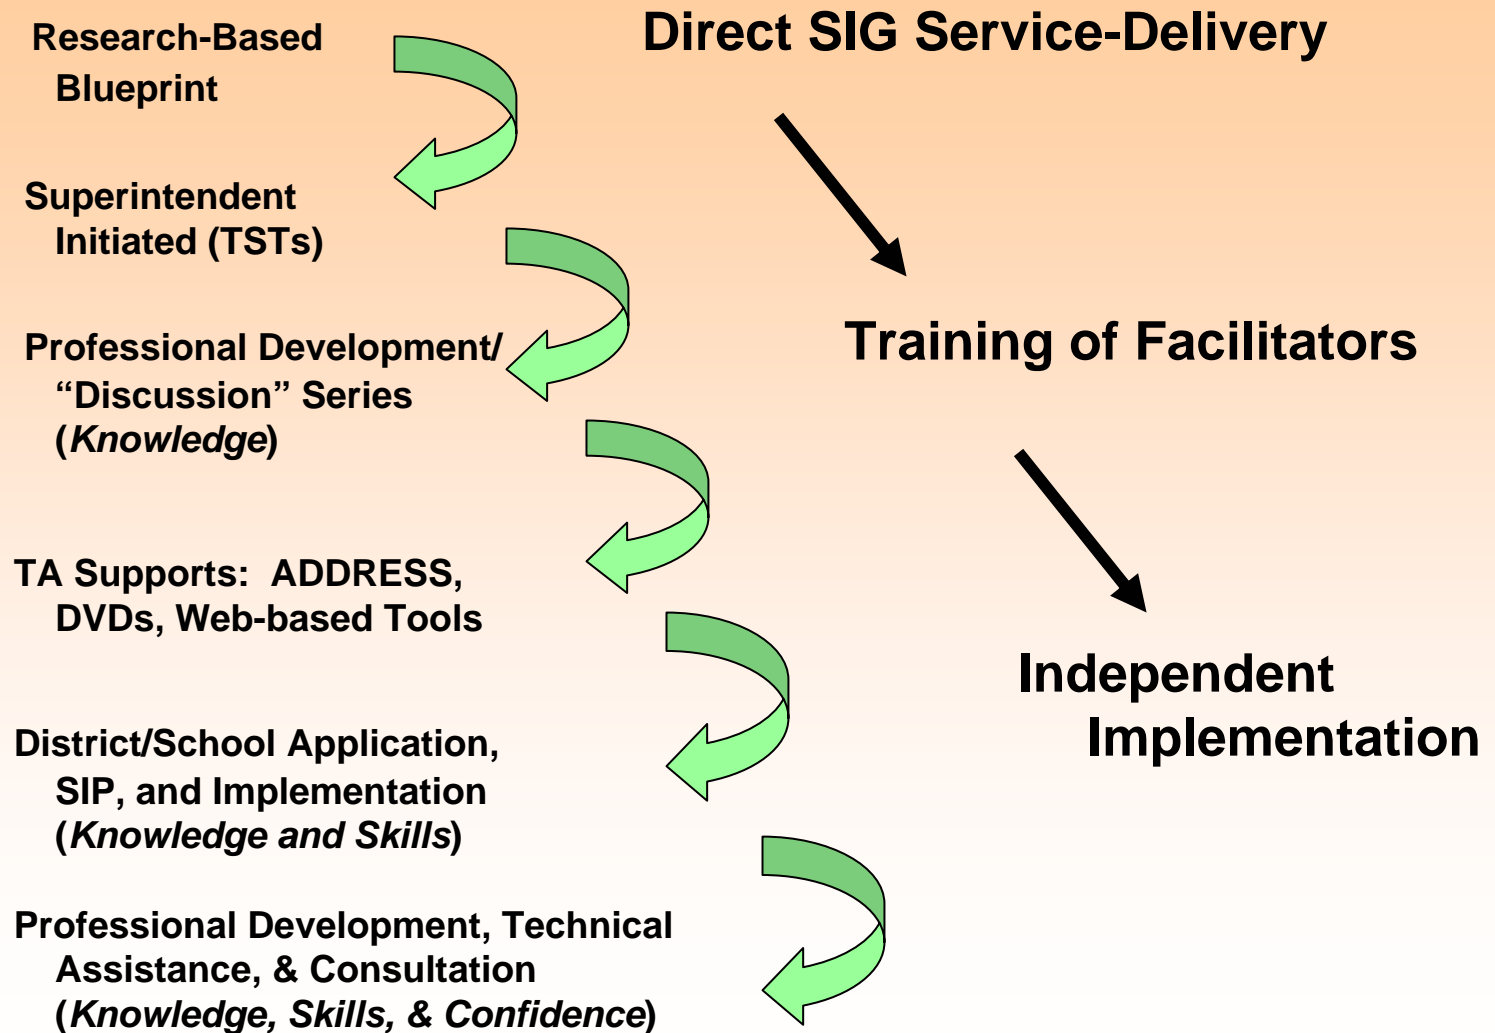 Research-Based
Blueprint
Superintendent
Initiated (TSTs)
Professional Development/
“Discussion” Series
(Knowledge)
TA Supports:  ADDRESS,
DVDs, Web-based Tools
District/School Application,
SIP, and Implementation
(Knowledge and Skills)
Professional Development, Technical
Assistance, & Consultation
(Knowledge, Skills, & Confidence)
Direct SIG Service-Delivery
Training of Facilitators
Independent
Implementation